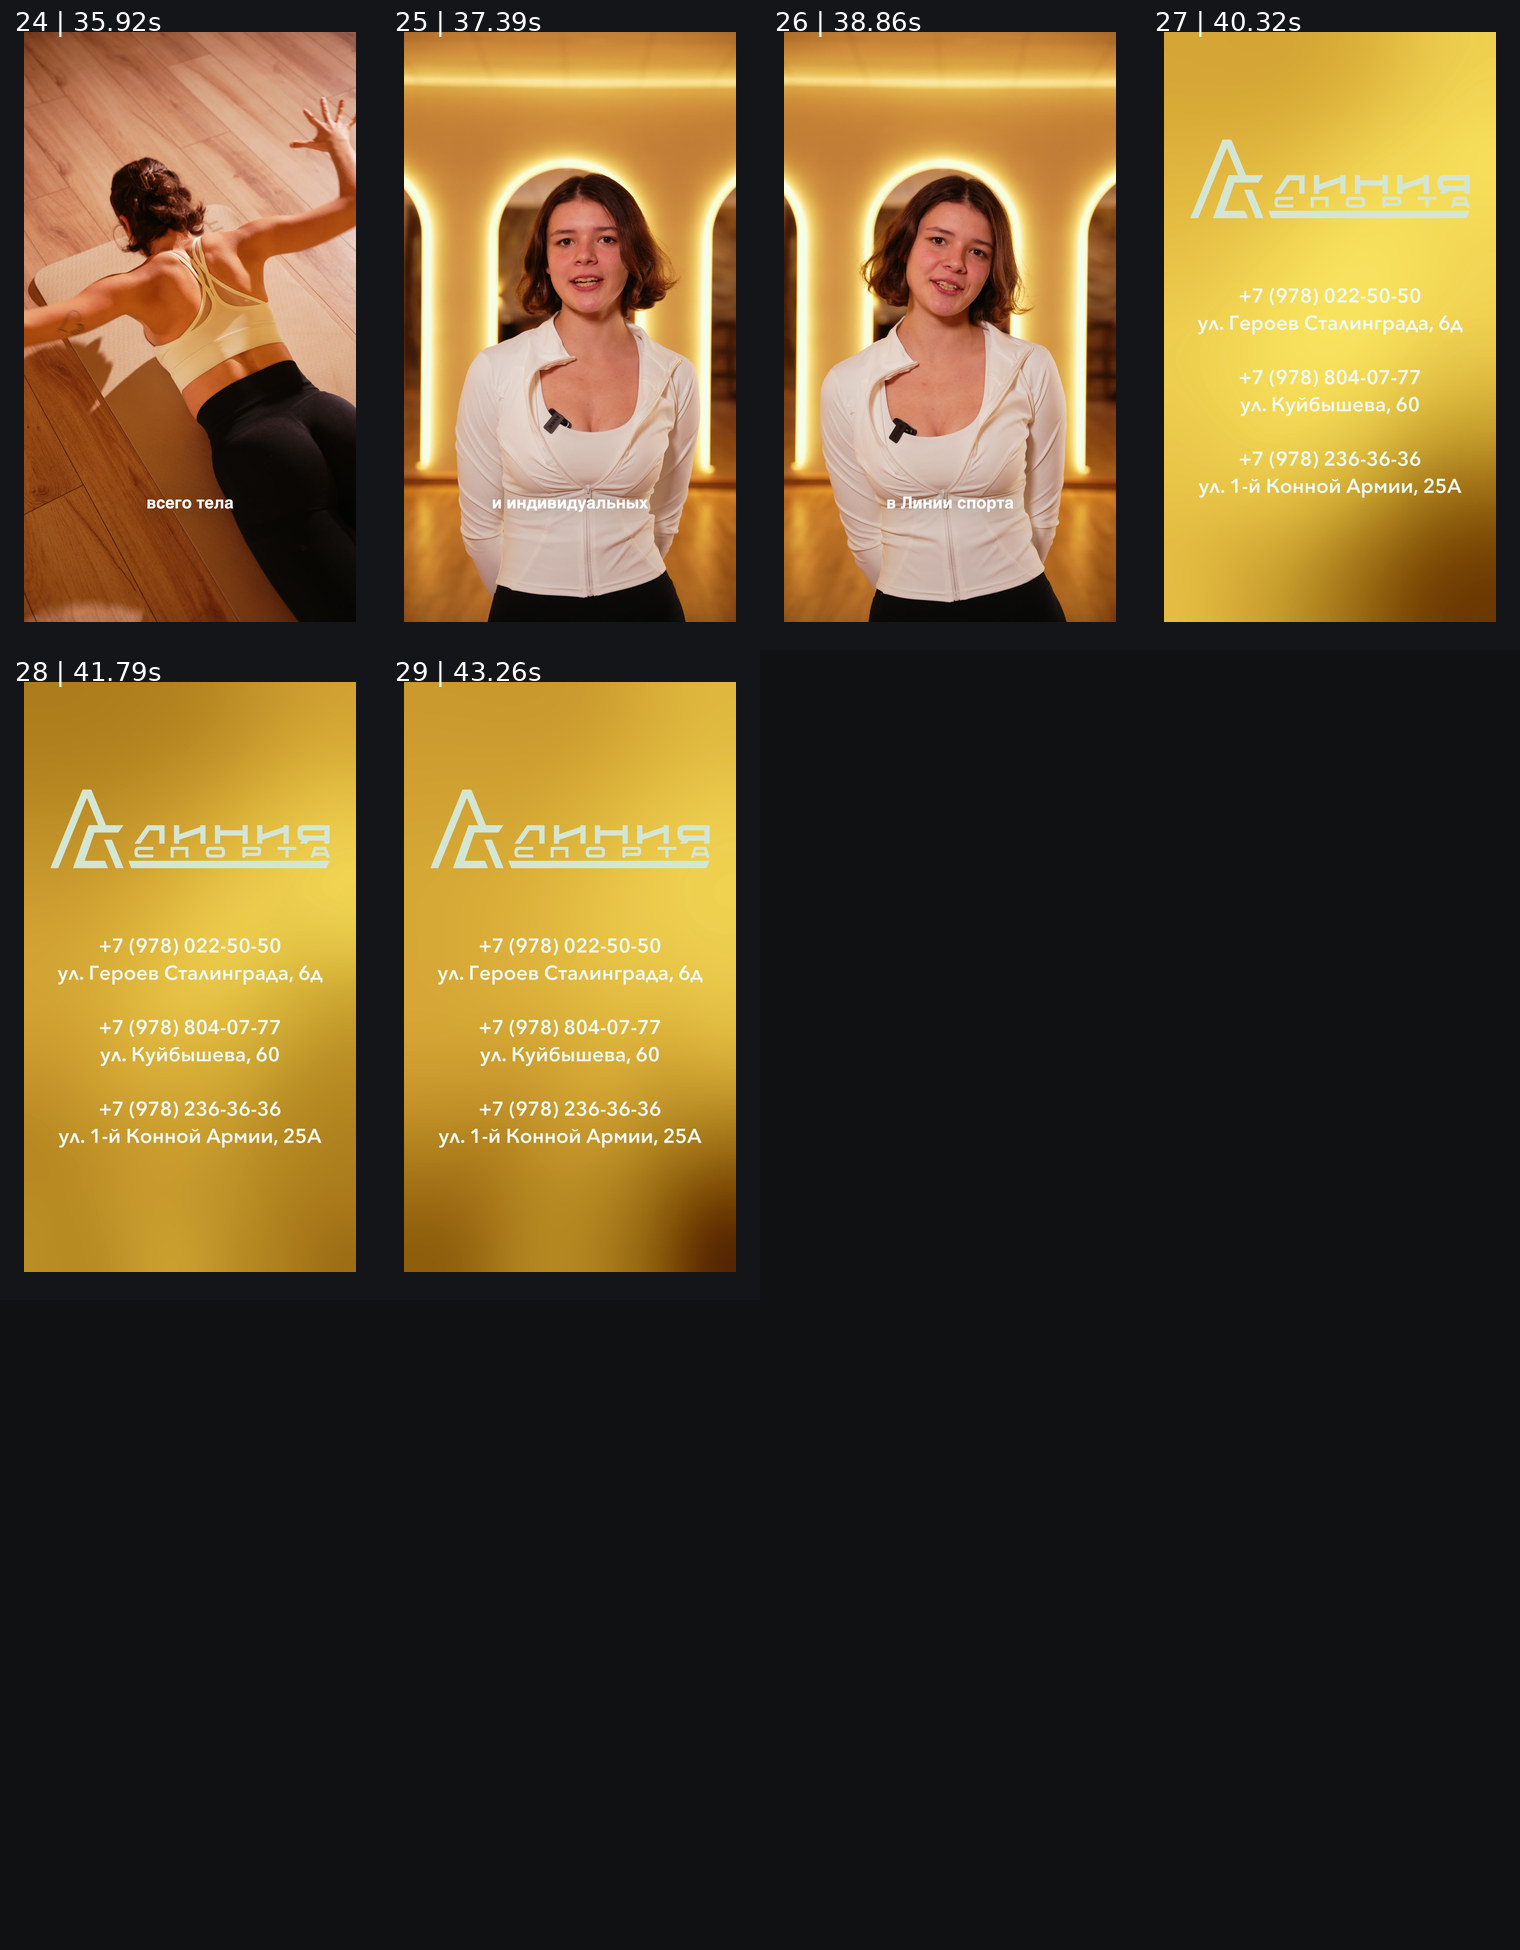 24 | 35.92s
25 | 37.39s
26 | 38.86s
27 | 40.32s
всего тела
и индивидуальных
в Линии спорта
ЛС ЛИНИЯ
СПОРТА
+7 (978) 022-50-50
ул. Героев Сталинграда, 6д
+7 (978) 804-07-77
ул. Куйбышева, 60
+7 (978) 236-36-36
ул. 1-й Конной Армии, 25А
28 | 41.79s
29 | 43.26s
ЛС ЛИНИЯ
СПОРТА
+7 (978) 022-50-50
ул. Героев Сталинграда, 6д
+7 (978) 804-07-77
ул. Куйбышева, 60
+7 (978) 236-36-36
ул. 1-й Конной Армии, 25А
ЛС ЛИНИЯ
СПОРТА
+7 (978) 022-50-50
ул. Героев Сталинграда, 6д
+7 (978) 804-07-77
ул. Куйбышева, 60
+7 (978) 236-36-36
ул. 1-й Конной Армии, 25А